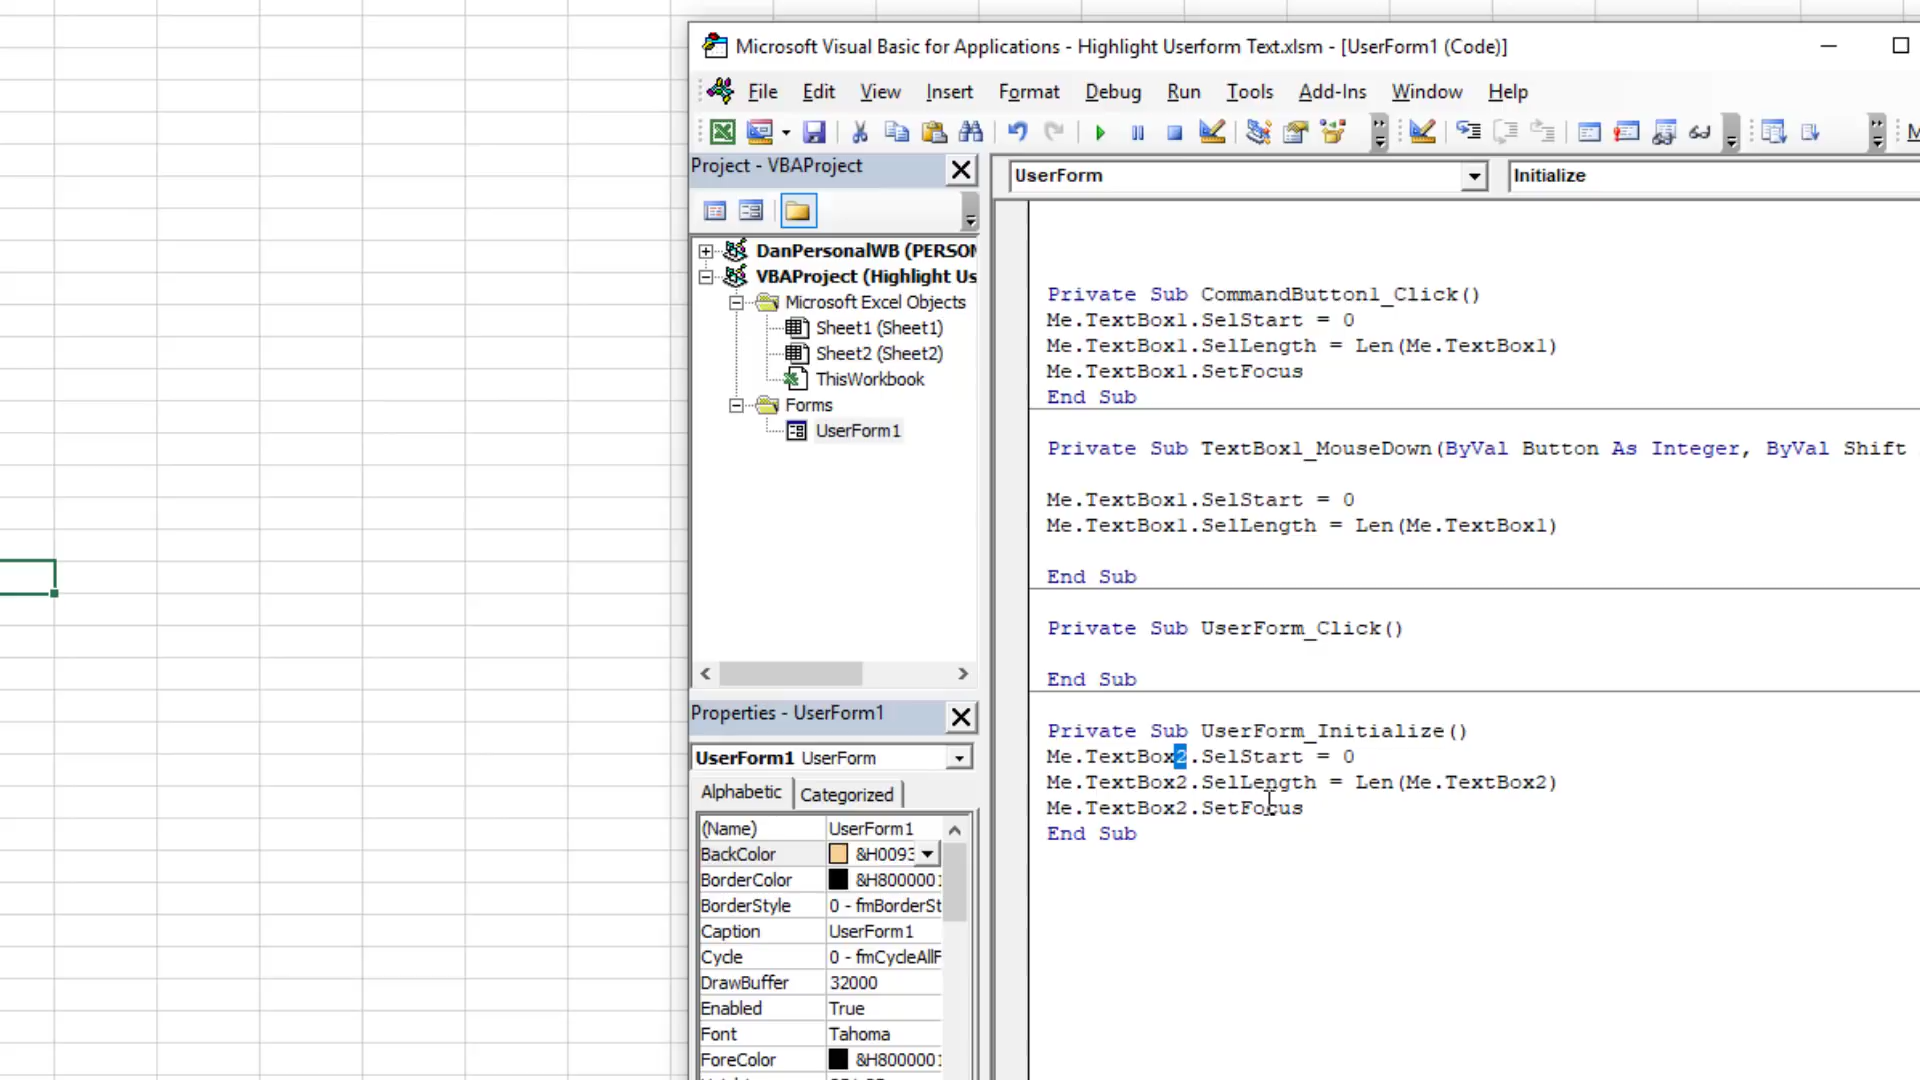 Microsoft Visual Basic for Applications - Highlight Userform Text.xlsm - [UserForm1 (Code)]
File Edit View Insert Format Debug Run Tools Add-Ins Window Help
Project - VBAProject
UserForm
Initialize
DanPersonalWB (PERSON
VBAProject (Highlight Us
Microsoft Excel Objects
Sheet1 (Sheet1)
Sheet2 (Sheet2)
ThisWorkbook
Forms
UserForm1
Private Sub CommandButton1_Click()
Me.TextBox1.SelStart = 0
Me.TextBox1.SelLength = Len(Me.TextBox1)
Me.TextBox1.SetFocus
End Sub
Private Sub TextBox1_MouseDown(ByVal Button As Integer, ByVal Shift
Me.TextBox1.SelStart = 0
Me.TextBox1.SelLength = Len(Me.TextBox1)
End Sub
Private Sub UserForm_Click()
End Sub
Private Sub UserForm_Initialize()
Me.TextBox2.SelStart = 0
Me.TextBox2.SelLength = Len(Me.TextBox2)
Me.TextBox2.SetFocus
End Sub
Properties - UserForm1
UserForm1 UserForm
Alphabetic Categorized
(Name) UserForm1
BackColor &H0093
BorderColor &H8000001
BorderStyle 0 - fmBorderSt
Caption UserForm1
Cycle 0 - fmCycleAllF
DrawBuffer 32000
Enabled True
Font Tahoma
ForeColor &H8000001